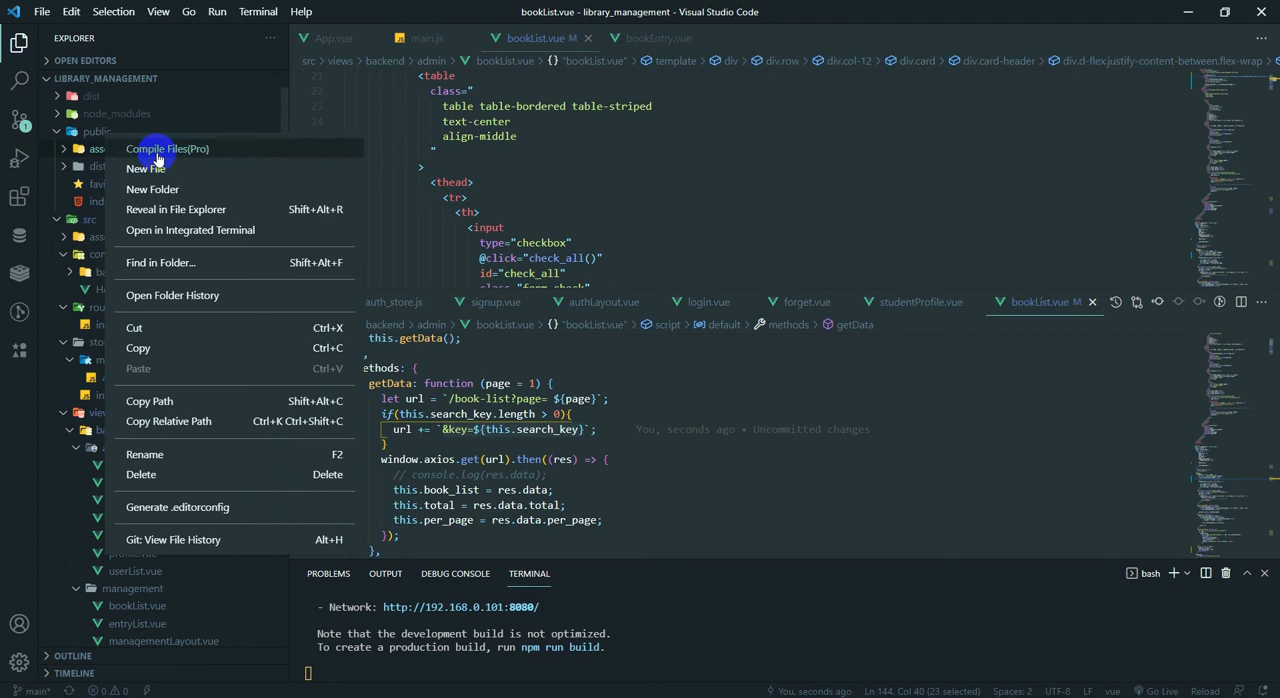 File Edit Selection View Go Run Terminal Help
bookList.vue - library_management - Visual Studio Code
EXPLORER
OPEN EDITORS
LIBRARY_MANAGEMENT
dist
node_modules
public
Compile Files(Pro)
New File
New Folder
Reveal in File Explorer Shift+Alt+R
Open in Integrated Terminal
Find in Folder... Shift+Alt+F
Open Folder History
Cut Ctrl+X
Copy Ctrl+C
Paste Ctrl+V
Copy Path Shift+Alt+C
Copy Relative Path Ctrl+K Ctrl+Shift+C
Rename F2
Delete Delete
Generate .editorconfig
Git: View File History Alt+H
src
userList.vue
management
bookList.vue
entryList.vue
managementLayout.vue
OUTLINE
TIMELINE
App.vue main.js bookList.vue M bookEntry.vue
src > views > backend > admin > bookList.vue > {} "bookList.vue" > template > div > div.row > div.col-12 > div.card > div.card-header > div.d-flex.justify-content-between.flex-wrap >
21 <table
22 class="
23 table table-bordered table-striped
24 text-center
align-middle
"
>
<thead>
<tr>
<th>
<input
type="checkbox"
@click="check_all()"
id="check_all"
auth_store.js signup.vue authLayout.vue login.vue forget.vue studentProfile.vue bookList.vue M
backend > admin > bookList.vue > {} "bookList.vue" > script > default > methods > getData
this.getData();
,
ethods: {
getData: function (page = 1) {
let url = `/book-list?page= ${page}`;
if(this.search_key.length > 0){
url += `&key=${this.search_key}`; You, seconds ago • Uncommitted changes
}
window.axios.get(url).then((res) => {
// console.log(res.data);
this.book_list = res.data;
this.total = res.data.total;
this.per_page = res.data.per_page;
});
},
PROBLEMS OUTPUT DEBUG CONSOLE TERMINAL
bash
- Network: http://192.168.0.101:8080/
Note that the development build is not optimized.
To create a production build, run npm run build.
main* 0 0 You, seconds ago Ln 144, Col 40 (23 selected) Spaces: 2 UTF-8 LF vue Go Live Reload